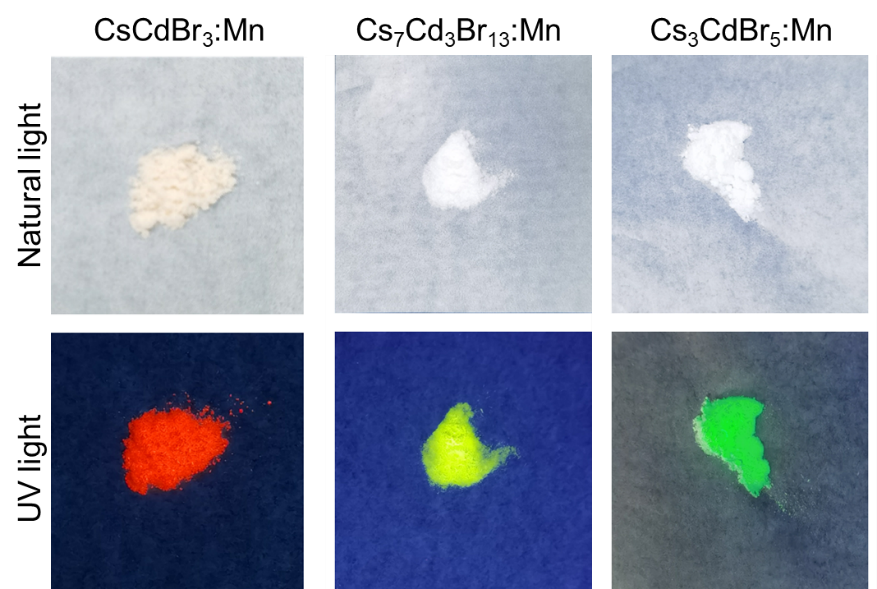 CsCdBr₃:Mn
Cs₇Cd₃Br₁₃:Mn
Cs₃CdBr₅:Mn
Natural light
UV light